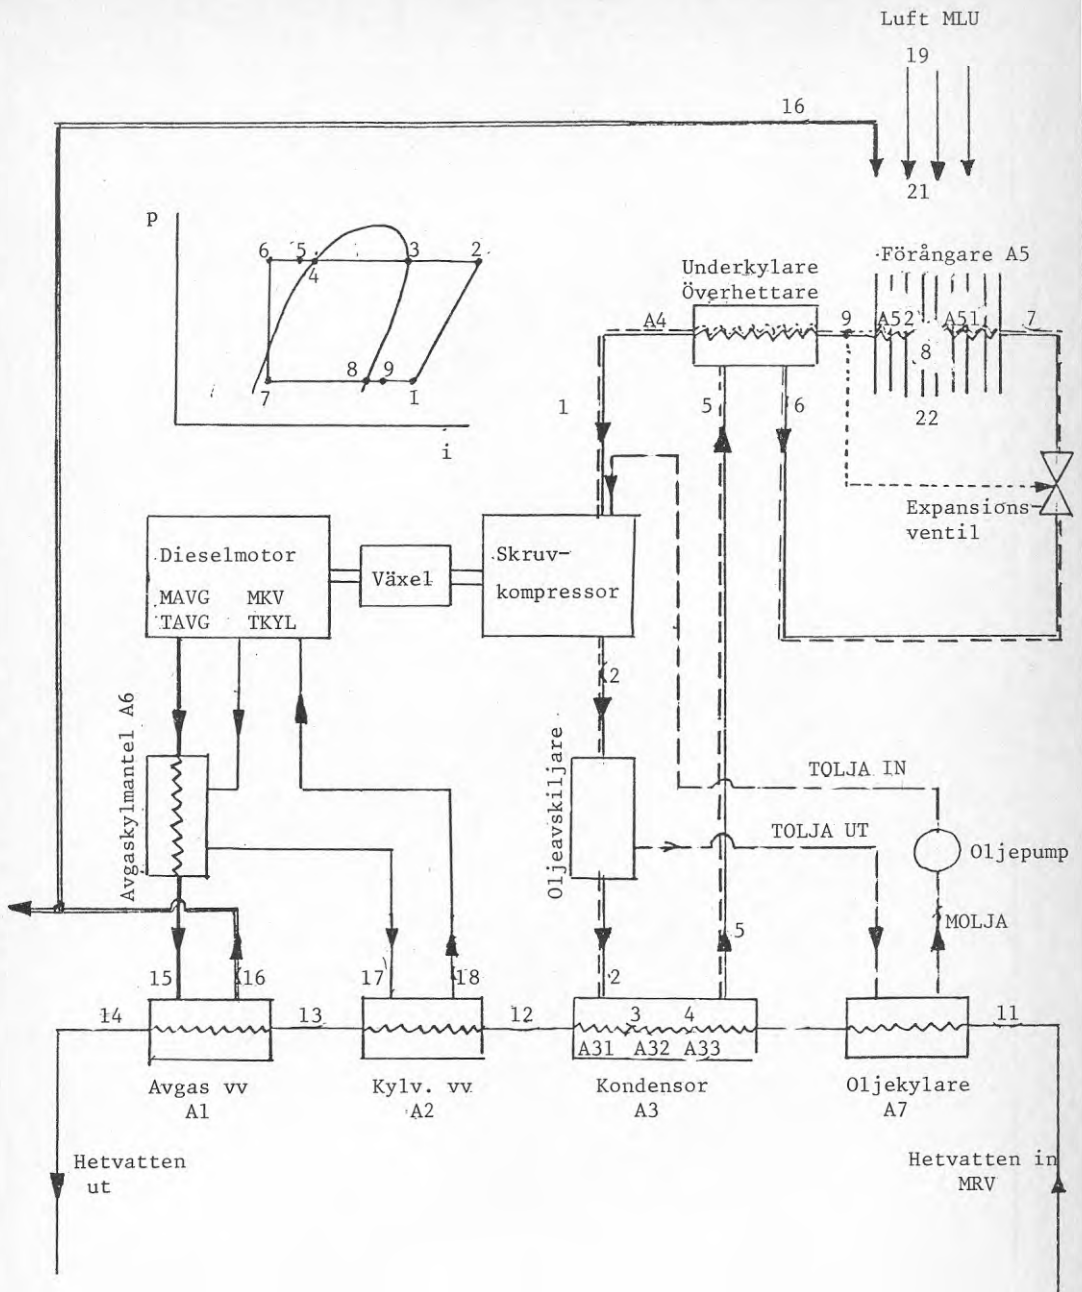 Luft MLU
19
16
21
p
6 5 3 2
4
8 9 1
7
i
Förångare A5
Underkylare
Överhettare
A4 9 A52 A51 7
8
1 5 6 22
Expansions-
ventil
Dieselmotor
MAVG MKV
TAVG TKYL
Växel
Skruv-
kompressor
2
Avgaskylmantel A6
Oljeavskiljare
TOLJA IN
TOLJA UT
Oljepump
MOLJA
5
15 16 17 18 2
14 13 12 3 4 11
A31 A32 A33
Avgas vv
A1
Kylv. vv
A2
Kondensor
A3
Oljekylare
A7
Hetvatten
ut
Hetvatten in
MRV